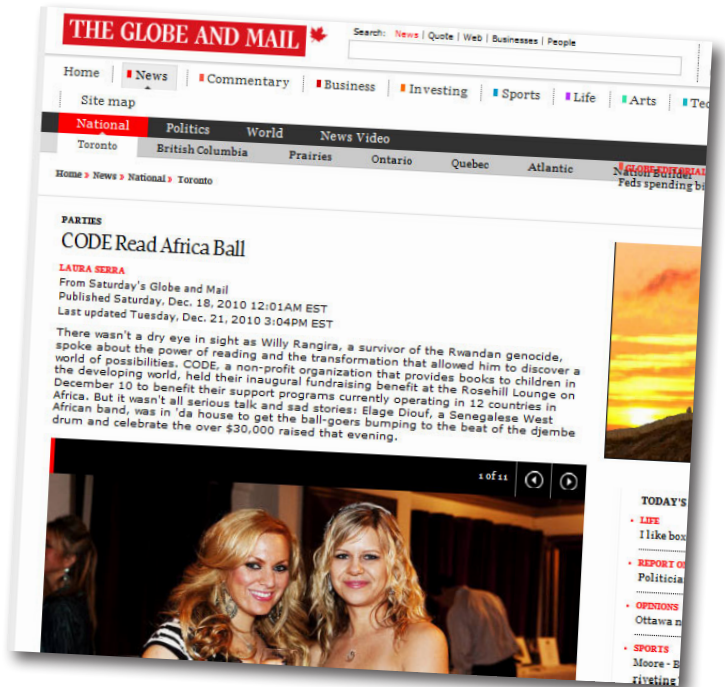 THE GLOBE AND MAIL
Search: News | Quote | Web | Businesses | People
Home News Commentary Business Investing Sports Life Arts Tec
Site map
National Politics World News Video
Toronto British Columbia Prairies Ontario Quebec Atlantic Nation Builder
GLOBE EDITORIAL
Feds spending bi
Home » News » National » Toronto
PARTIES
CODE Read Africa Ball
LAURA SERRA
From Saturday's Globe and Mail
Published Saturday, Dec. 18, 2010 12:01AM EST
Last updated Tuesday, Dec. 21, 2010 3:04PM EST
There wasn't a dry eye in sight as Willy Rangira, a survivor of the Rwandan genocide,
spoke about the power of reading and the transformation that allowed him to discover a
world of possibilities. CODE, a non-profit organization that provides books to children in
the developing world, held their inaugural fundraising benefit at the Rosehill Lounge on
December 10 to benefit their support programs currently operating in 12 countries in
Africa. But it wasn't all serious talk and sad stories: Elage Diouf, a Senegalese West
African band, was in 'da house to get the ball-goers bumping to the beat of the djembe
drum and celebrate the over $30,000 raised that evening.
1 of 11
TODAY'S
• LIFE
I like box
• REPORT O
Politicia
• OPINIONS
Ottawa n
• SPORTS
Moore - B
riveting